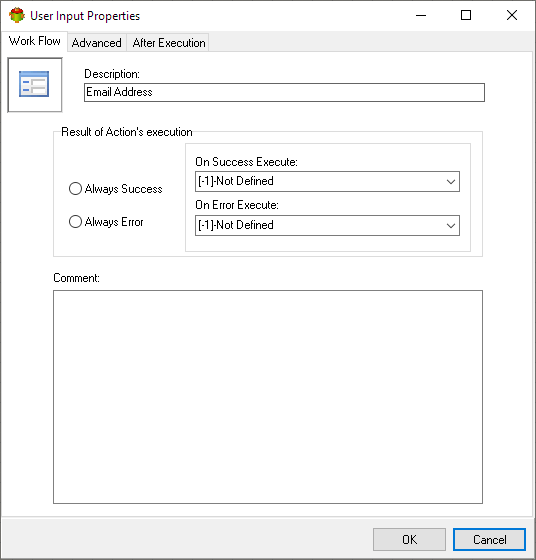 User Input Properties
Work Flow Advanced After Execution
Description:
Email Address
Result of Action's execution
On Success Execute:
[-1]-Not Defined
Always Success
On Error Execute:
[-1]-Not Defined
Always Error
Comment:
OK Cancel